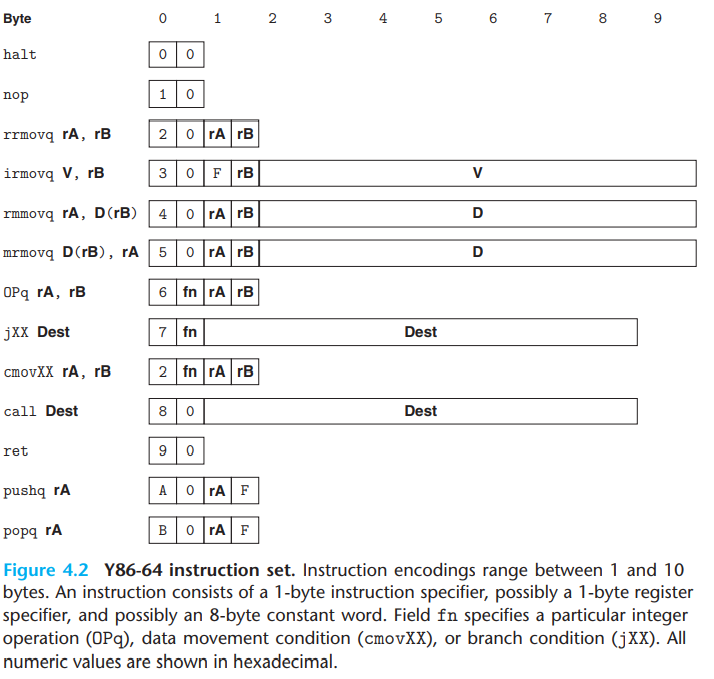 Byte 0 1 2 3 4 5 6 7 8 9
halt 0 0
nop 1 0
rrmovq rA, rB 2 0 rA rB
irmovq V, rB 3 0 F rB V
rmmovq rA, D(rB) 4 0 rA rB D
mrmovq D(rB), rA 5 0 rA rB D
OPq rA, rB 6 fn rA rB
jXX Dest 7 fn Dest
cmovXX rA, rB 2 fn rA rB
call Dest 8 0 Dest
ret 9 0
pushq rA A 0 rA F
popq rA B 0 rA F
Figure 4.2 Y86-64 instruction set. Instruction encodings range between 1 and 10
bytes. An instruction consists of a 1-byte instruction specifier, possibly a 1-byte register
specifier, and possibly an 8-byte constant word. Field fn specifies a particular integer
operation (OPq), data movement condition (cmovXX), or branch condition (jXX). All
numeric values are shown in hexadecimal.